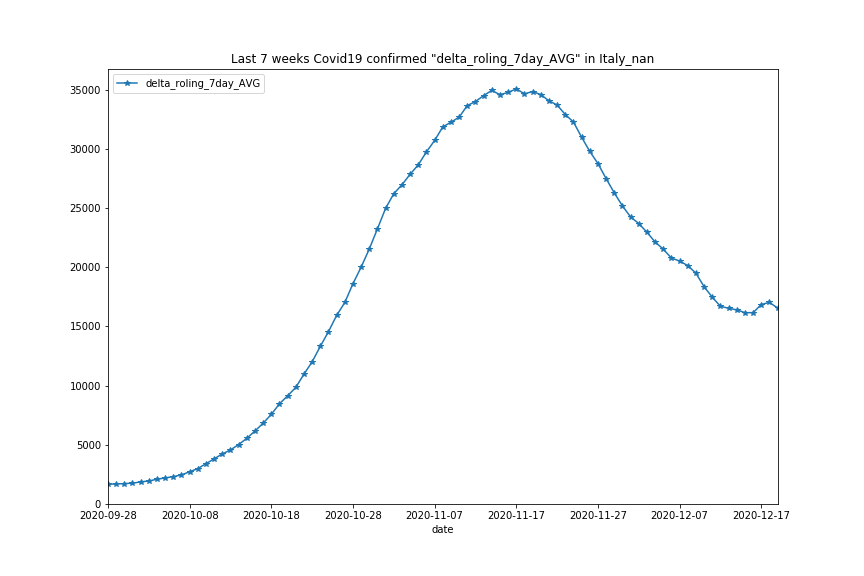 Last 7 weeks Covid19 confirmed "delta_roling_7day_AVG" in Italy_nan
delta_roling_7day_AVG
35000
30000
25000
20000
15000
10000
5000
0
2020-09-28 2020-10-08 2020-10-18 2020-10-28 2020-11-07 2020-11-17 2020-11-27 2020-12-07 2020-12-17
date